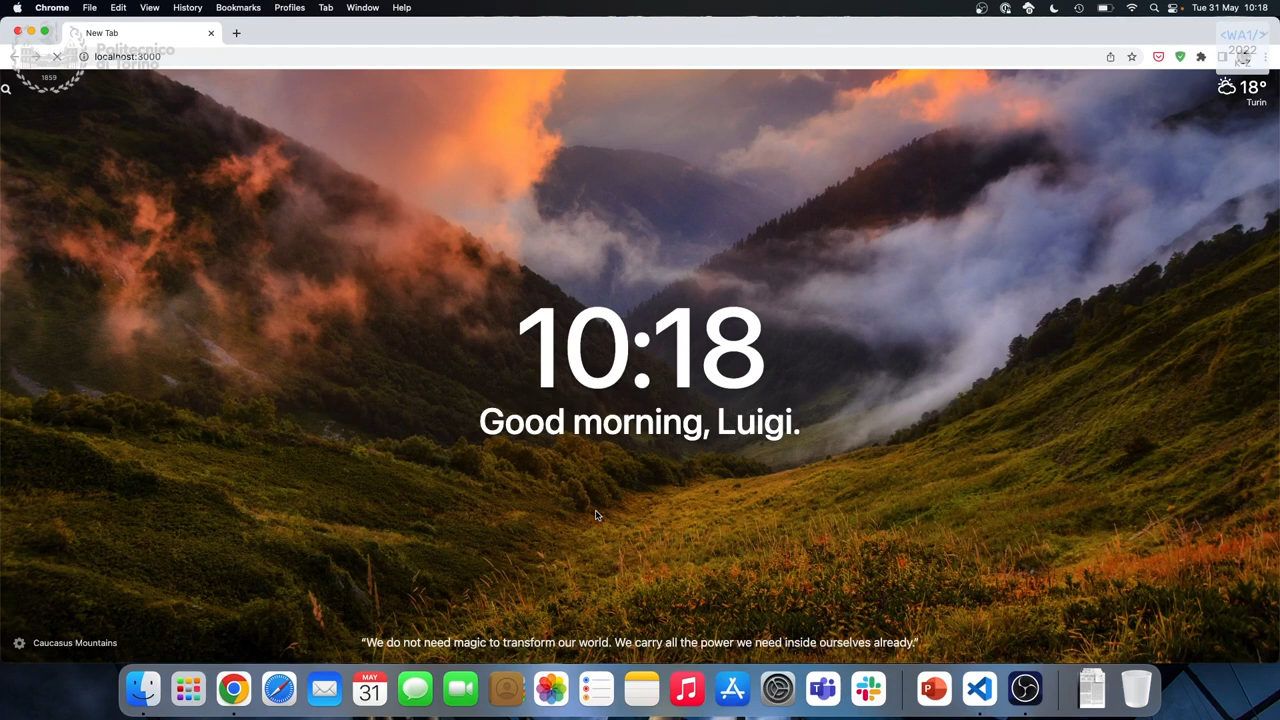 Chrome File Edit View History Bookmarks Profiles Tab Window Help
Tue 31 May 10:18
New Tab
localhost:3000
Politecnico
di Torino
1859
<WA1/>
2022
K-Z
18°
Turin
10:18
Good morning, Luigi.
Caucasus Mountains
“We do not need magic to transform our world. We carry all the power we need inside ourselves already.”
MAY
31